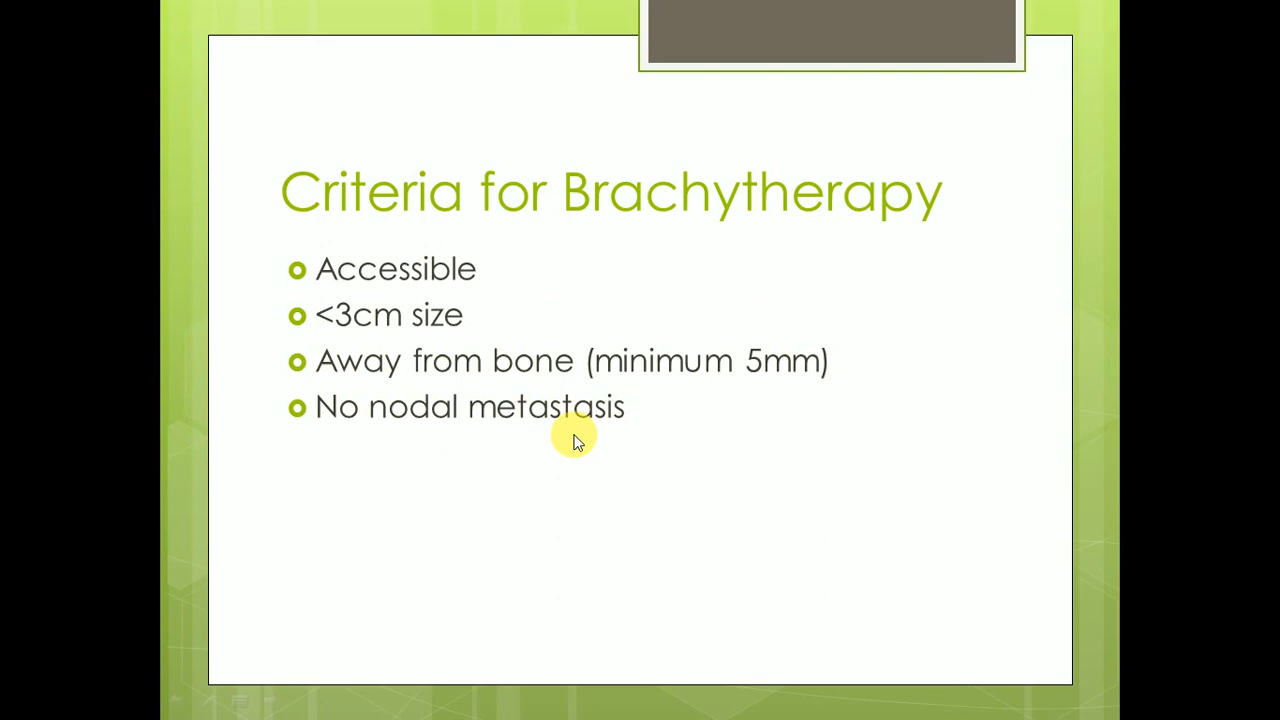 Criteria for Brachytherapy
Accessible
<3cm size
Away from bone (minimum 5mm)
No nodal metastasis